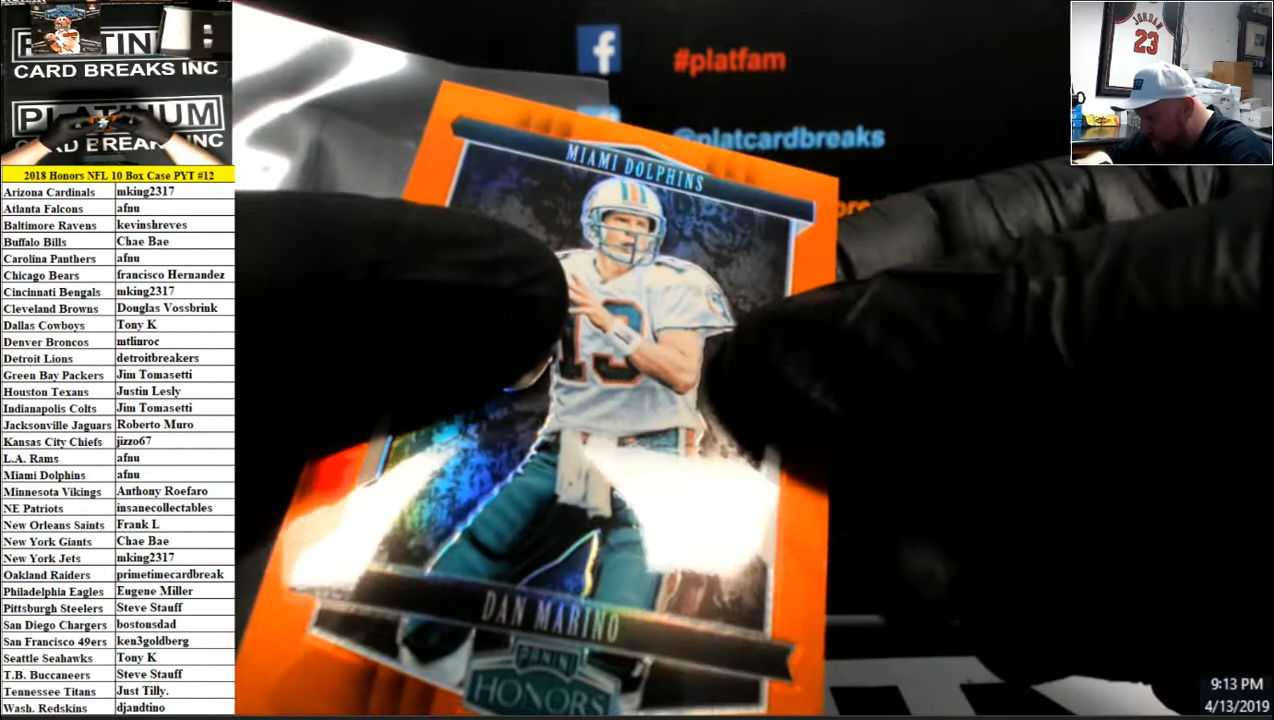 HONORS
PLATINUM
CARD BREAKS INC
PLATINUM
CARD BREAKS INC
2018 Honors NFL 10 Box Case PYT #12
Arizona Cardinals mking2317
Atlanta Falcons afnu
Baltimore Ravens kevinshreves
Buffalo Bills Chae Bae
Carolina Panthers afnu
Chicago Bears francisco Hernandez
Cincinnati Bengals mking2317
Cleveland Browns Douglas Vossbrink
Dallas Cowboys Tony K
Denver Broncos mtlinroc
Detroit Lions detroitbreakers
Green Bay Packers Jim Tomasetti
Houston Texans Justin Lesly
Indianapolis Colts Jim Tomasetti
Jacksonville Jaguars Roberto Muro
Kansas City Chiefs jizzo67
L.A. Rams afnu
Miami Dolphins afnu
Minnesota Vikings Anthony Roefaro
NE Patriots insanecollectables
New Orleans Saints Frank L
New York Giants Chae Bae
New York Jets mking2317
Oakland Raiders primetimecardbreak
Philadelphia Eagles Eugene Miller
Pittsburgh Steelers Steve Stauff
San Diego Chargers bostonsdad
San Francisco 49ers ken3goldberg
Seattle Seahawks Tony K
T.B. Buccaneers Steve Stauff
Tennessee Titans Just Tilly.
Wash. Redskins djandtino
f
#platfam
@platcardbreaks
MIAMI DOLPHINS
13
DAN MARINO
PANINI
HONORS
JORDAN
23
9:13 PM
4/13/2019